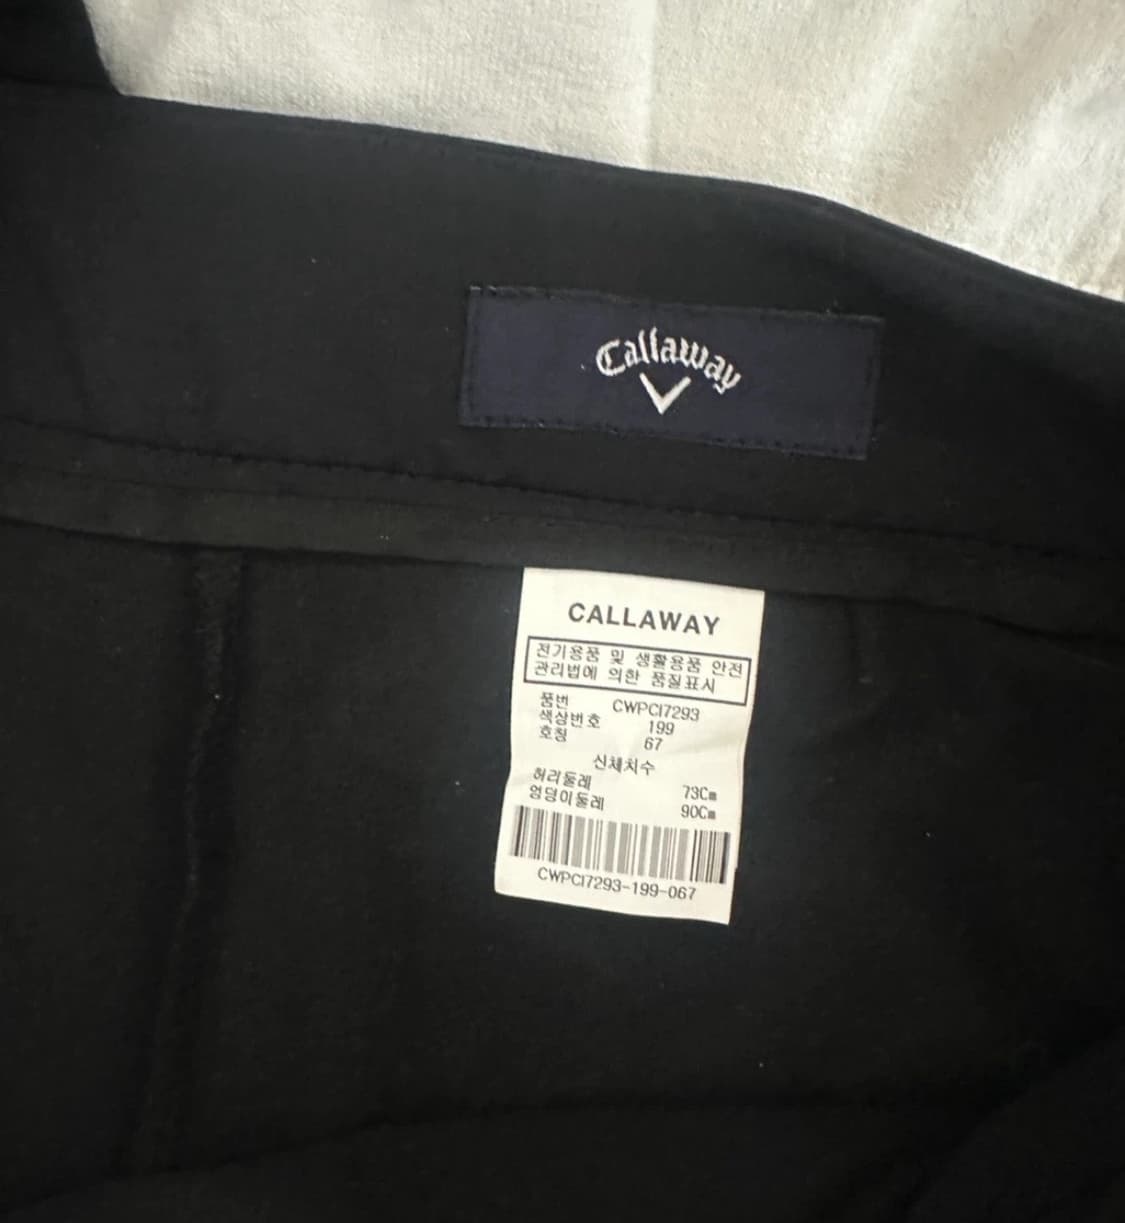 Callaway
CALLAWAY
전기용품 및 생활용품 안전
관리법에 의한 품질표시
품번 CWPCI7293
색상번호 199
호칭 67
신체치수
허리둘레 73Cm
엉덩이둘레 90Cm
CWPCI7293-199-067